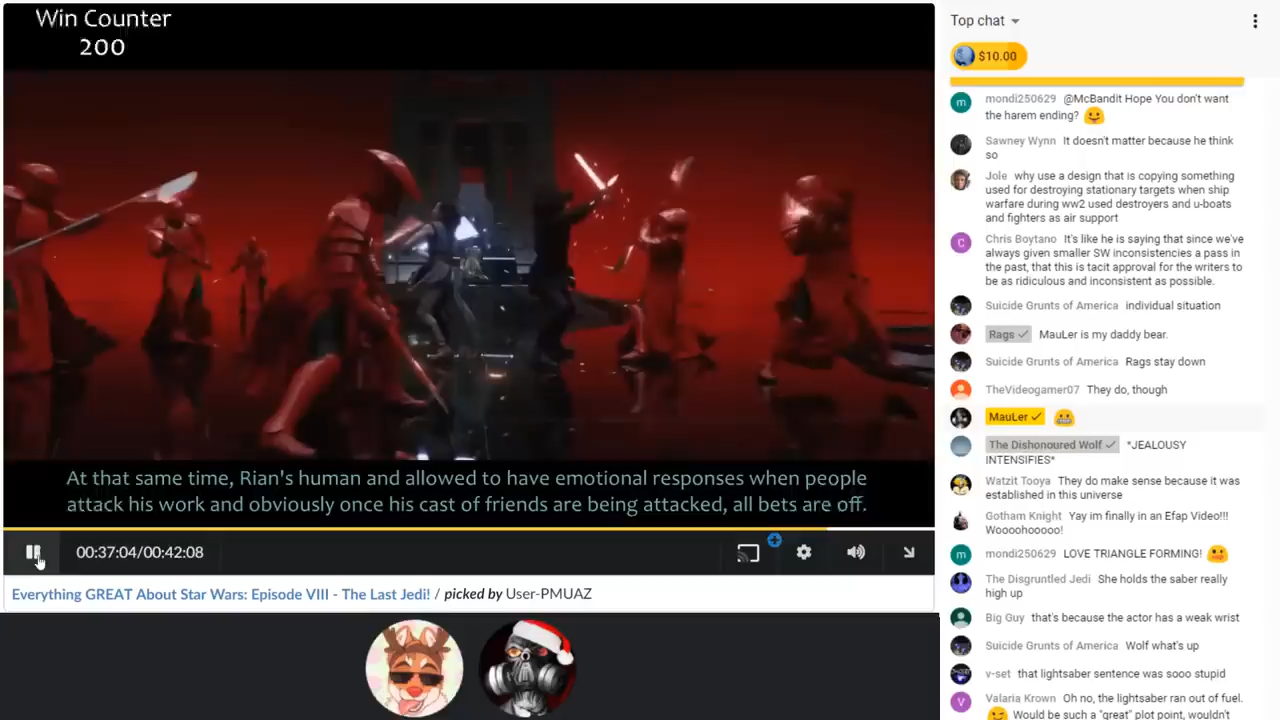 Win Counter
200
At that same time, Rian's human and allowed to have emotional responses when people
attack his work and obviously once his cast of friends are being attacked, all bets are off.
00:37:04/00:42:08
Everything GREAT About Star Wars: Episode VIII - The Last Jedi! / picked by User-PMUAZ
Top chat
$10.00
mondi250629 @McBandit Hope You don't want
the harem ending?
Sawney Wynn It doesn't matter because he think
so
Jole why use a design that is copying something
used for destroying stationary targets when ship
warfare during ww2 used destroyers and u-boats
and fighters as air support
Chris Boytano It's like he is saying that since we've
always given smaller SW inconsistencies a pass in
the past, that this is tacit approval for the writers to
be as ridiculous and inconsistent as possible.
Suicide Grunts of America individual situation
Rags MauLer is my daddy bear.
Suicide Grunts of America Rags stay down
TheVideogamer07 They do, though
MauLer
The Dishonoured Wolf *JEALOUSY
INTENSIFIES*
Watzit Tooya They do make sense because it was
established in this universe
Gotham Knight Yay im finally in an Efap Video!!!
Wooohooooo!
mondi250629 LOVE TRIANGLE FORMING!
The Disgruntled Jedi She holds the saber really
high up
Big Guy that's because the actor has a weak wrist
Suicide Grunts of America Wolf what's up
v-set that lightsaber sentence was sooo stupid
Valaria Krown Oh no, the lightsaber ran out of fuel.
Would be such a "great" plot point, wouldn't